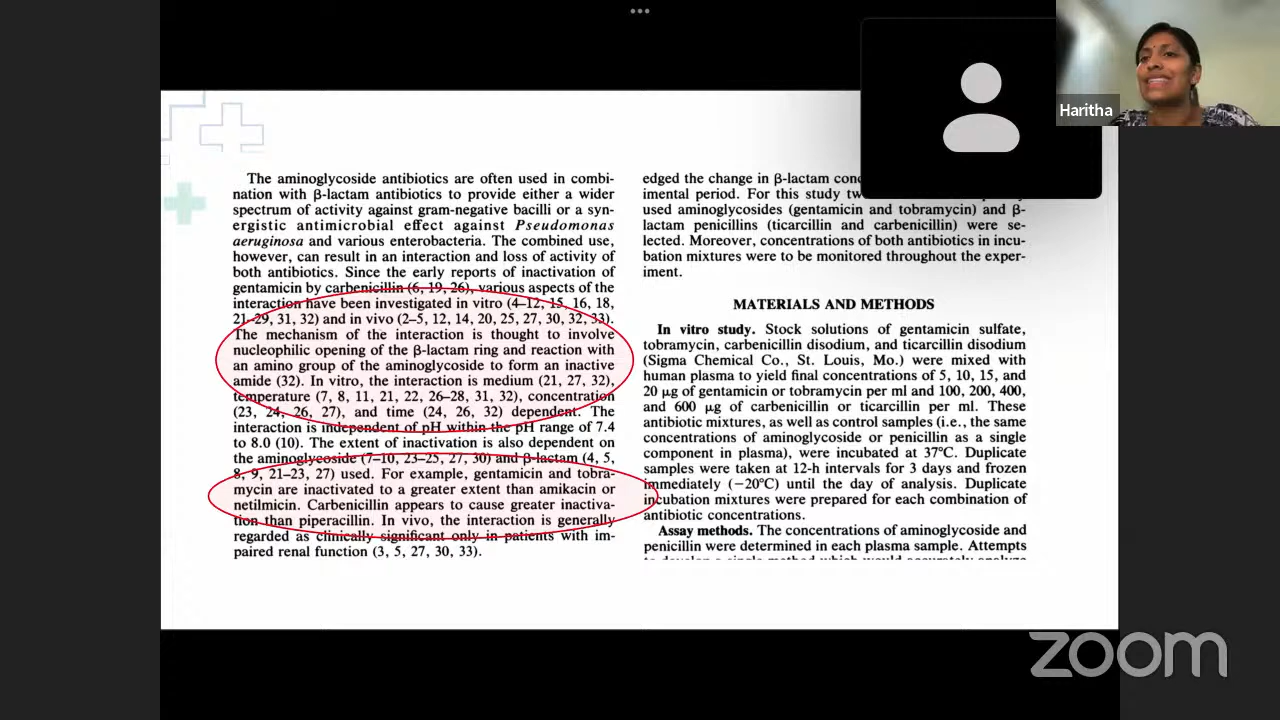 Haritha
The aminoglycoside antibiotics are often used in combi-
nation with β-lactam antibiotics to provide either a wider
spectrum of activity against gram-negative bacilli or a syn-
ergistic antimicrobial effect against Pseudomonas
aeruginosa and various enterobacteria. The combined use,
however, can result in an interaction and loss of activity of
both antibiotics. Since the early reports of inactivation of
gentamicin by carbenicillin (6, 19, 26), various aspects of the
interaction have been investigated in vitro (4–12, 15, 16, 18,
21–29, 31, 32) and in vivo (2–5, 12, 14, 20, 25, 27, 30, 32, 33).
The mechanism of the interaction is thought to involve
nucleophilic opening of the β-lactam ring and reaction with
an amino group of the aminoglycoside to form an inactive
amide (32). In vitro, the interaction is medium (21, 27, 32),
temperature (7, 8, 11, 21, 22, 26–28, 31, 32), concentration
(23, 24, 26, 27), and time (24, 26, 32) dependent. The
interaction is independent of pH within the pH range of 7.4
to 8.0 (10). The extent of inactivation is also dependent on
the aminoglycoside (7–10, 23–25, 27, 30) and β-lactam (4, 5,
8, 9, 21–23, 27) used. For example, gentamicin and tobra-
mycin are inactivated to a greater extent than amikacin or
netilmicin. Carbenicillin appears to cause greater inactiva-
tion than piperacillin. In vivo, the interaction is generally
regarded as clinically significant only in patients with im-
paired renal function (3, 5, 27, 30, 33).
edged the change in β-lactam
imental period. For this study
used aminoglycosides (gentamicin and tobramycin) and β-
lactam penicillins (ticarcillin and carbenicillin) were se-
lected. Moreover, concentrations of both antibiotics in incu-
bation mixtures were to be monitored throughout the exper-
iment.
MATERIALS AND METHODS
In vitro study. Stock solutions of gentamicin sulfate,
tobramycin, carbenicillin disodium, and ticarcillin disodium
(Sigma Chemical Co., St. Louis, Mo.) were mixed with
human plasma to yield final concentrations of 5, 10, 15, and
20 μg of gentamicin or tobramycin per ml and 100, 200, 400,
and 600 μg of carbenicillin or ticarcillin per ml. These
antibiotic mixtures, as well as control samples (i.e., the same
concentrations of aminoglycoside or penicillin as a single
component in plasma), were incubated at 37°C. Duplicate
samples were taken at 12-h intervals for 3 days and frozen
immediately (−20°C) until the day of analysis. Duplicate
incubation mixtures were prepared for each combination of
antibiotic concentrations.
Assay methods. The concentrations of aminoglycoside and
penicillin were determined in each plasma sample. Attempts
zoom